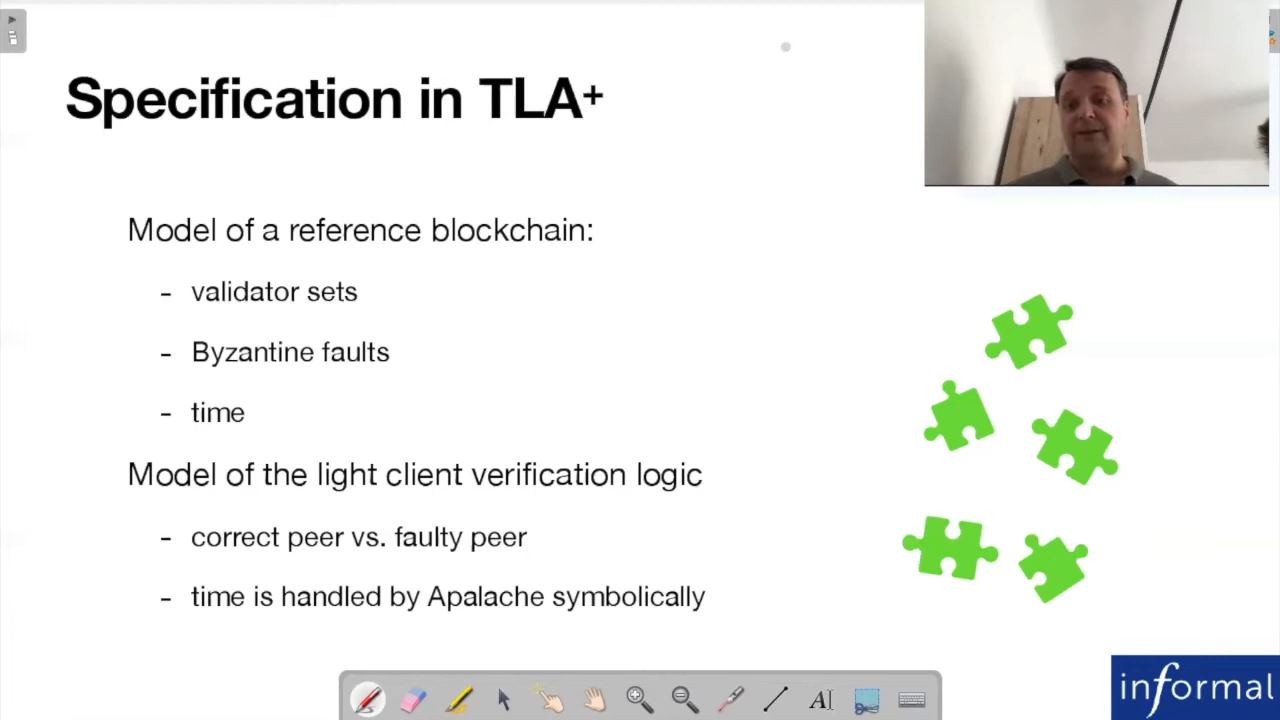 Specification in TLA+
Model of a reference blockchain:
- validator sets
- Byzantine faults
- time
Model of the light client verification logic
- correct peer vs. faulty peer
- time is handled by Apalache symbolically
AI
informal